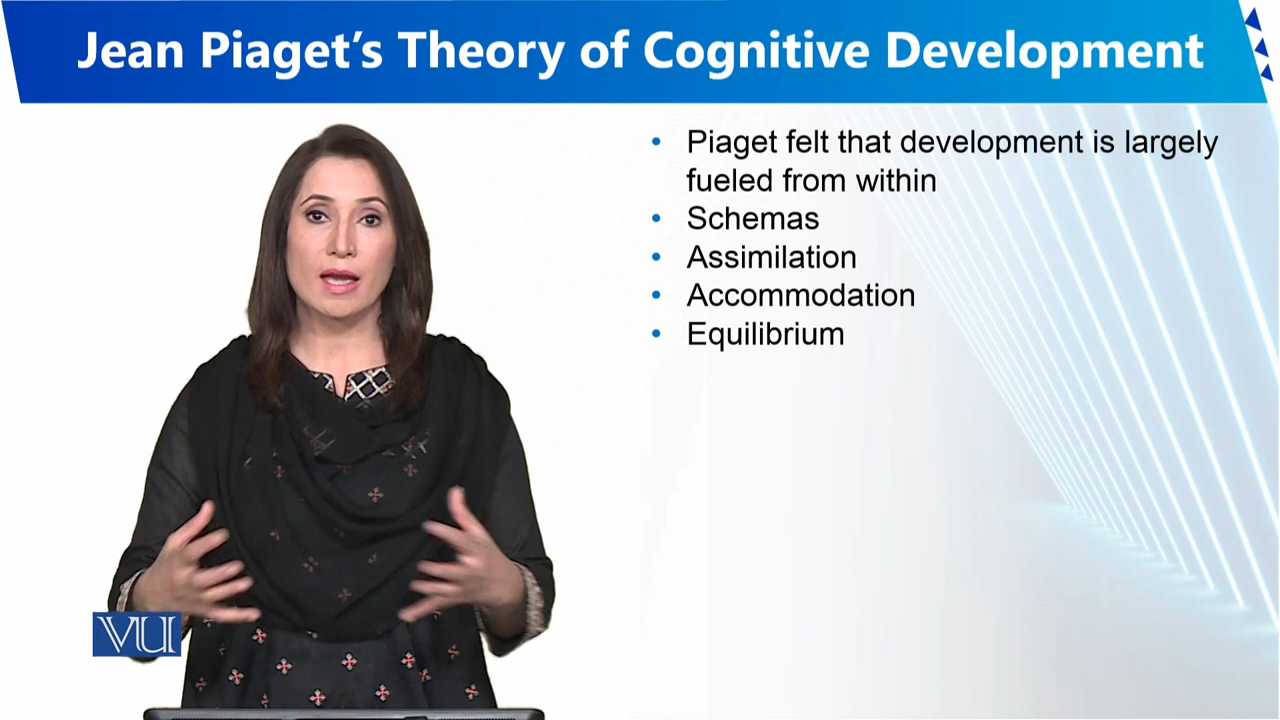 Jean Piaget’s Theory of Cognitive Development
• Piaget felt that development is largely
fueled from within
• Schemas
• Assimilation
• Accommodation
• Equilibrium
VU